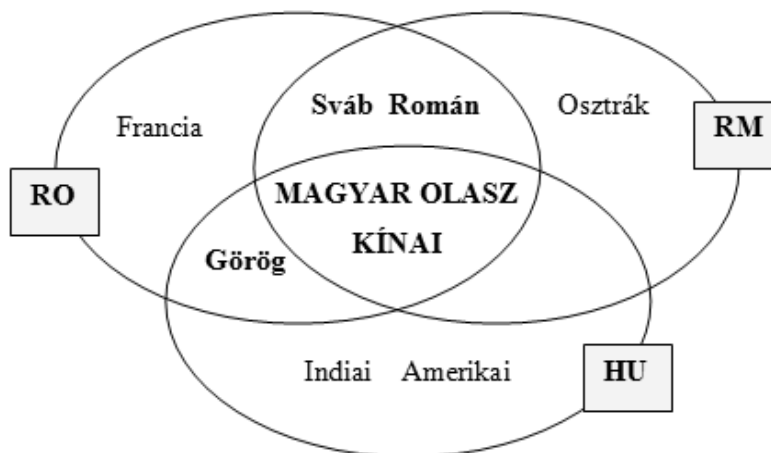 Sváb Román
Francia
Osztrák
RM
RO
MAGYAR OLASZ
KÍNAI
Görög
Indiai Amerikai
HU